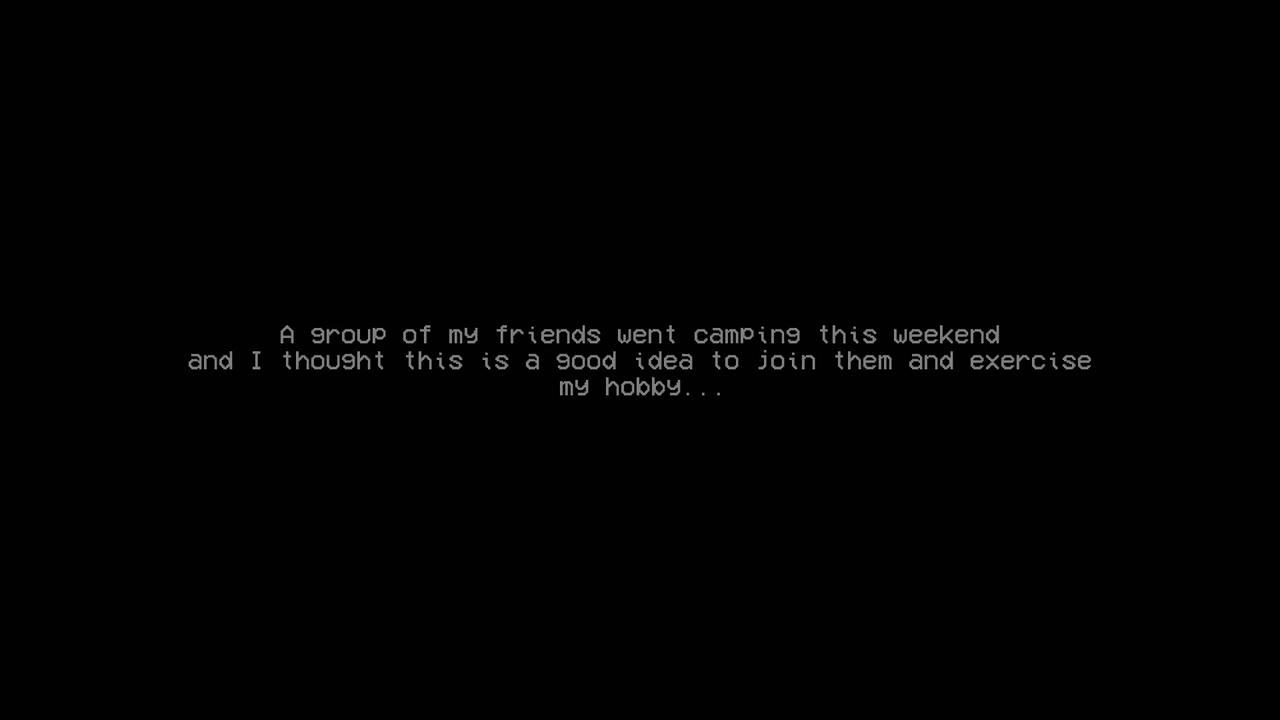 A group of my friends went camping this weekend
and I thought this is a good idea to join them and exercise
my hobby...